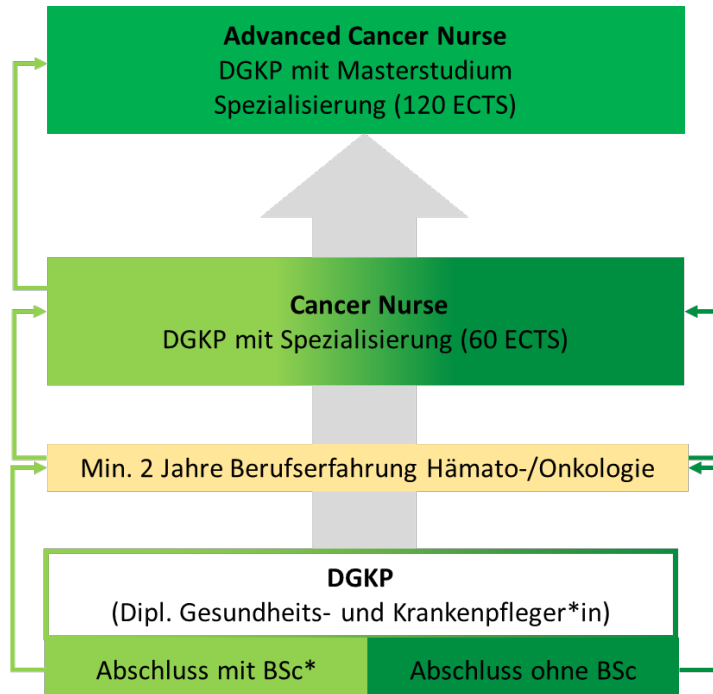 Advanced Cancer Nurse
DGKP mit Masterstudium
Spezialisierung (120 ECTS)
Cancer Nurse
DGKP mit Spezialisierung (60 ECTS)
Min. 2 Jahre Berufserfahrung Hämato-/Onkologie
DGKP
(Dipl. Gesundheits- und Krankenpfleger*in)
Abschluss mit BSc*
Abschluss ohne BSc